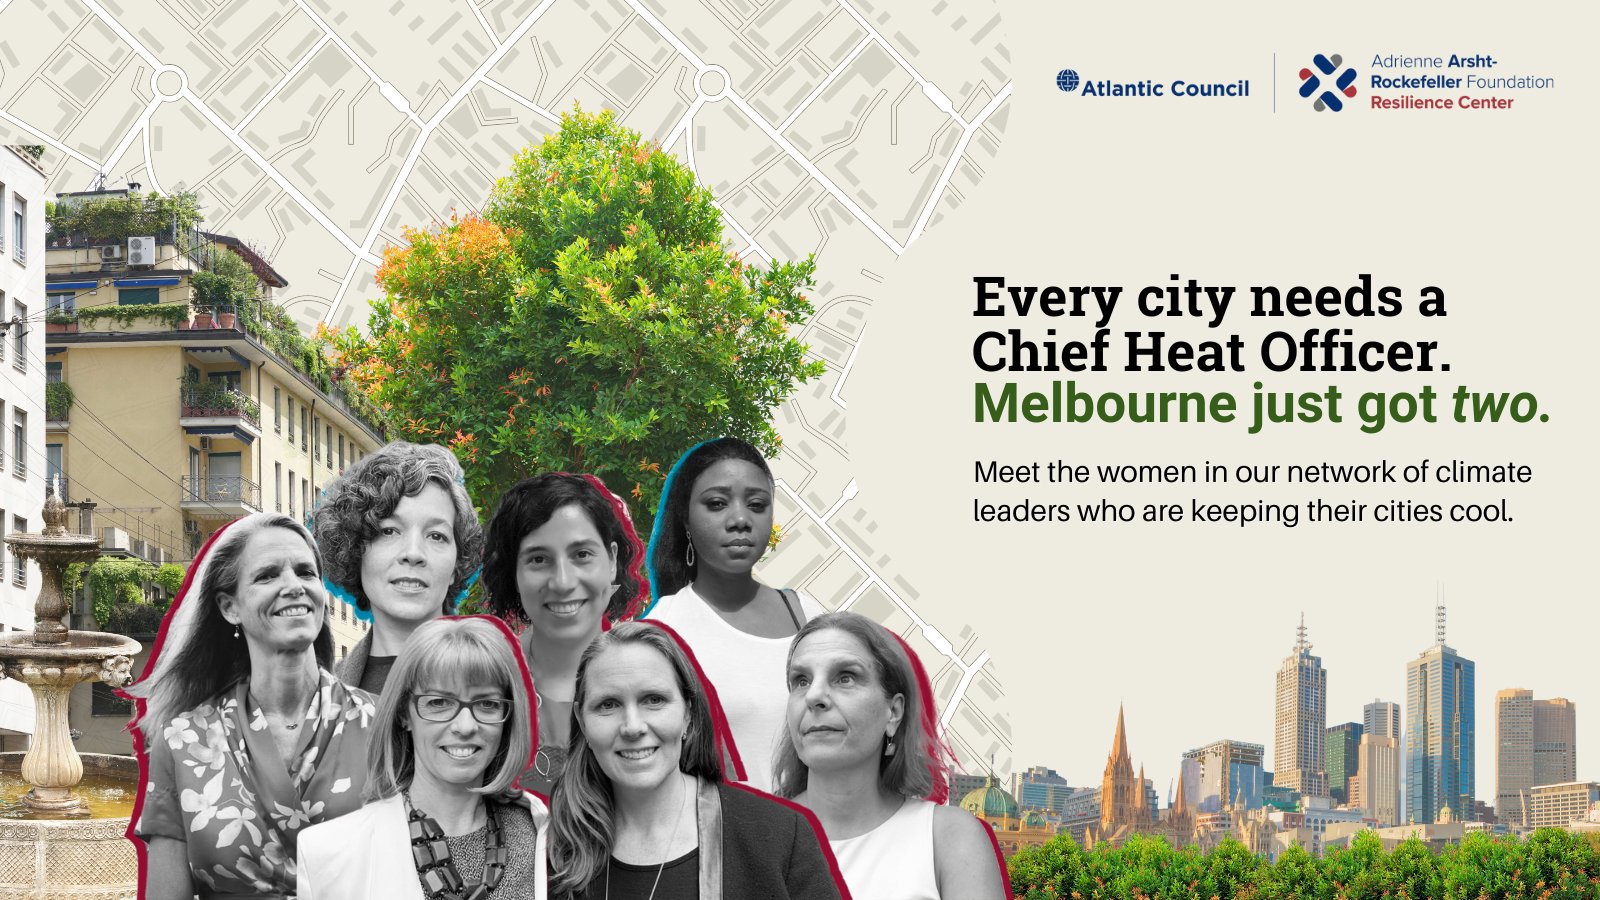 Atlantic Council
Adrienne Arsht-
Rockefeller Foundation
Resilience Center
Every city needs a
Chief Heat Officer.
Melbourne just got two.
Meet the women in our network of climate
leaders who are keeping their cities cool.